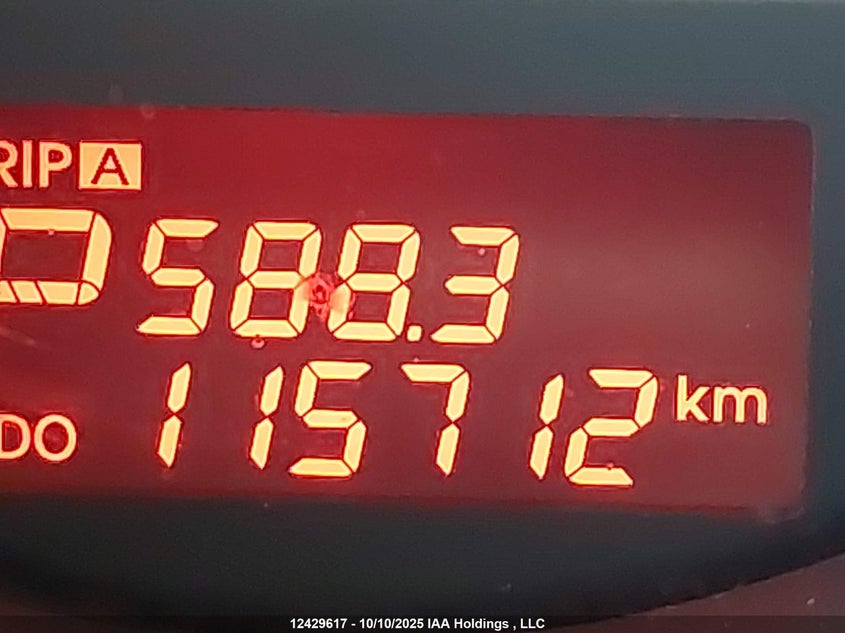 RIP A
P 588.3
DO 115712 km
12429617 - 10/10/2025 IAA Holdings , LLC